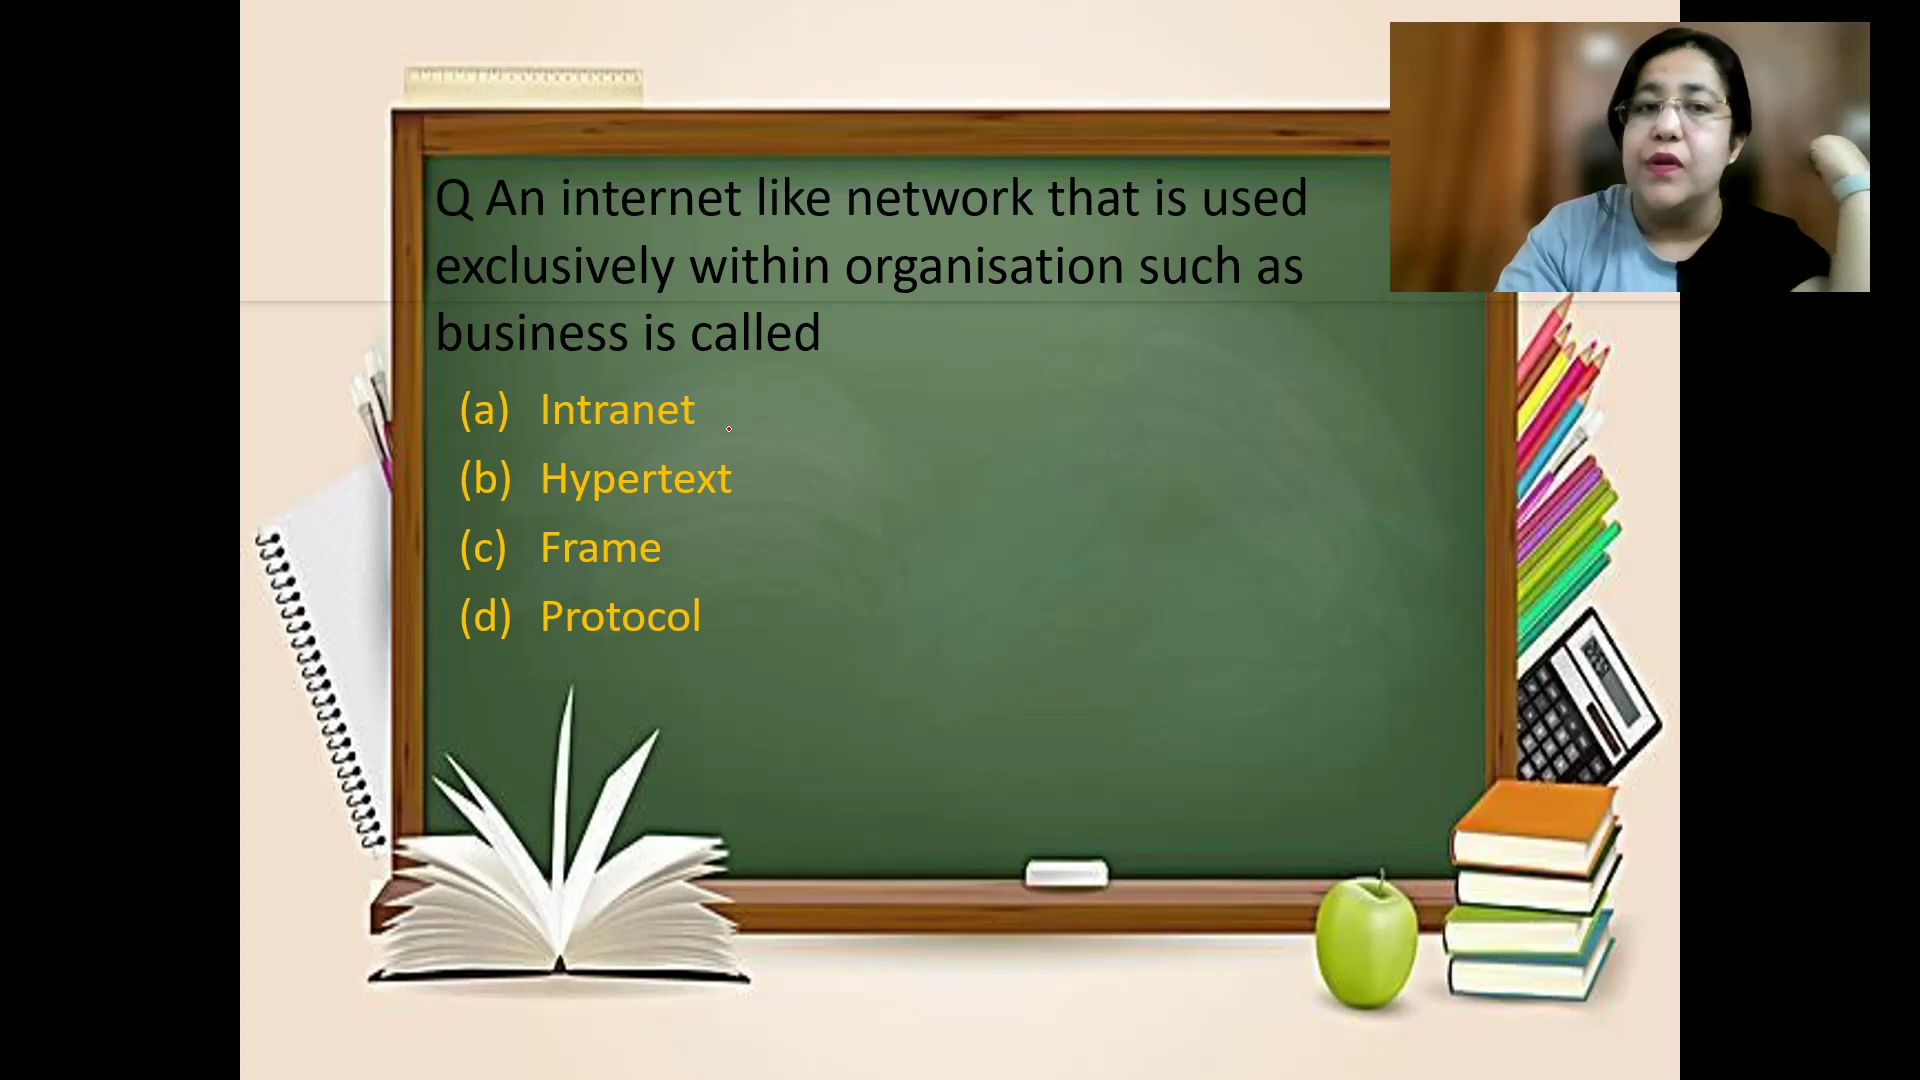 Q An internet like network that is used
exclusively within organisation such as
business is called
(a) Intranet
(b) Hypertext
(c) Frame
(d) Protocol